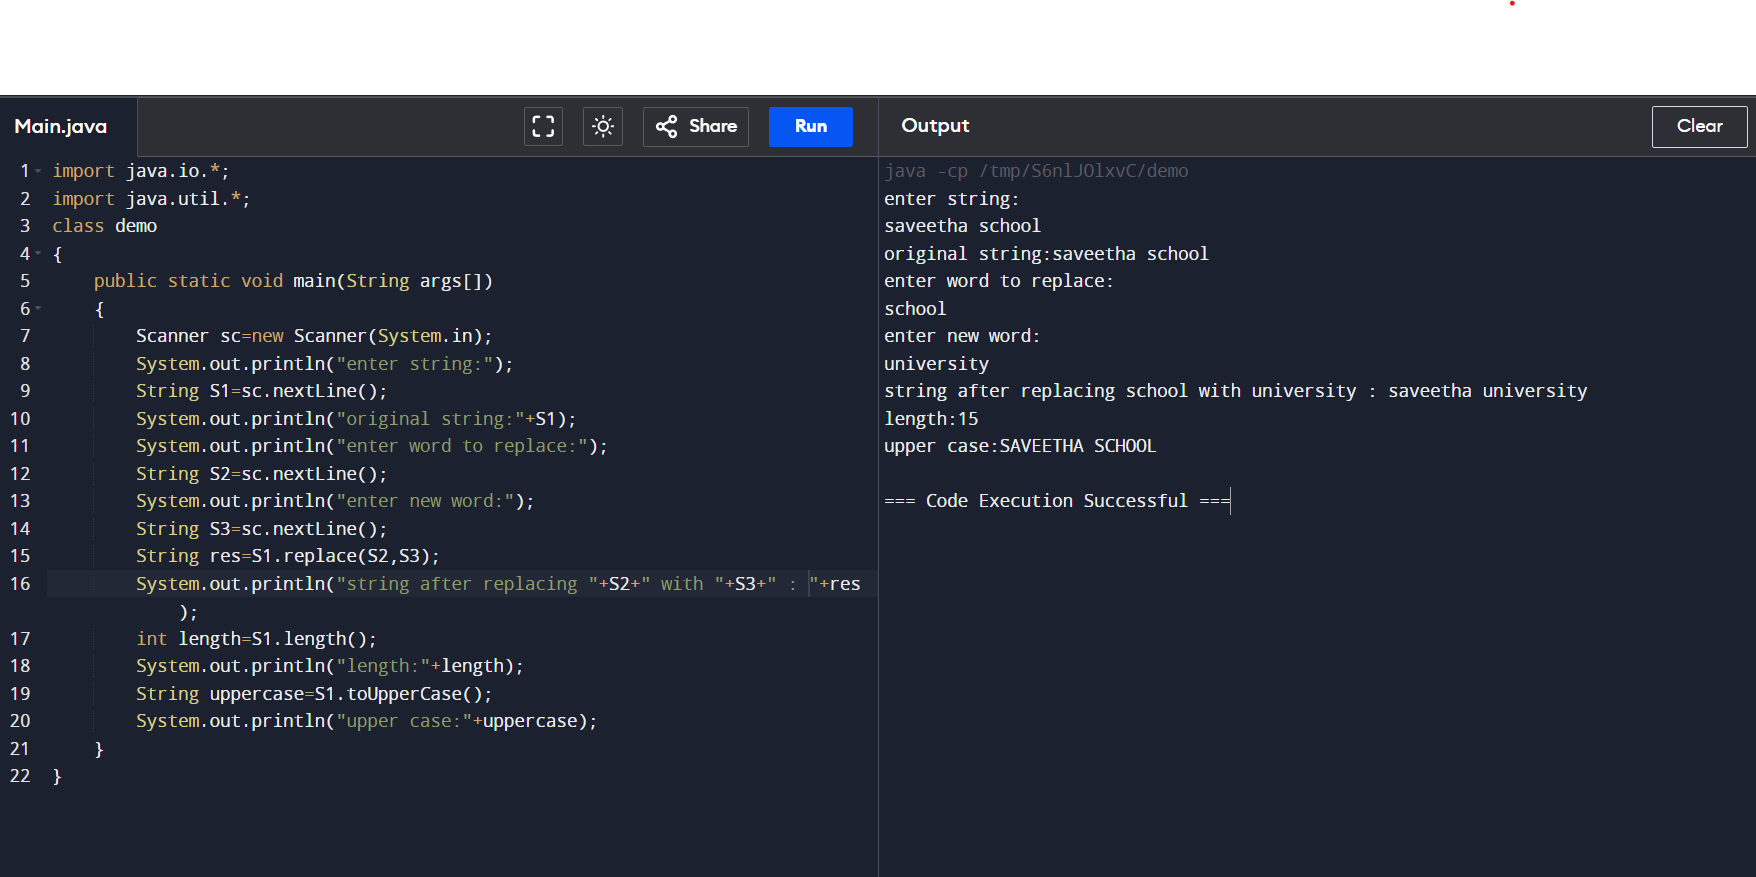 Main.java
Share
Run
Output
Clear
1 import java.io.*;
2 import java.util.*;
3 class demo
4 {
5     public static void main(String args[])
6     {
7         Scanner sc=new Scanner(System.in);
8         System.out.println("enter string:");
9         String S1=sc.nextLine();
10         System.out.println("original string:"+S1);
11         System.out.println("enter word to replace:");
12         String S2=sc.nextLine();
13         System.out.println("enter new word:");
14         String S3=sc.nextLine();
15         String res=S1.replace(S2,S3);
16         System.out.println("string after replacing "+S2+" with "+S3+" : "+res
);
17         int length=S1.length();
18         System.out.println("length:"+length);
19         String uppercase=S1.toUpperCase();
20         System.out.println("upper case:"+uppercase);
21     }
22 }
java -cp /tmp/S6nlJOlxvC/demo
enter string:
saveetha school
original string:saveetha school
enter word to replace:
school
enter new word:
university
string after replacing school with university : saveetha university
length:15
upper case:SAVEETHA SCHOOL
=== Code Execution Successful ===